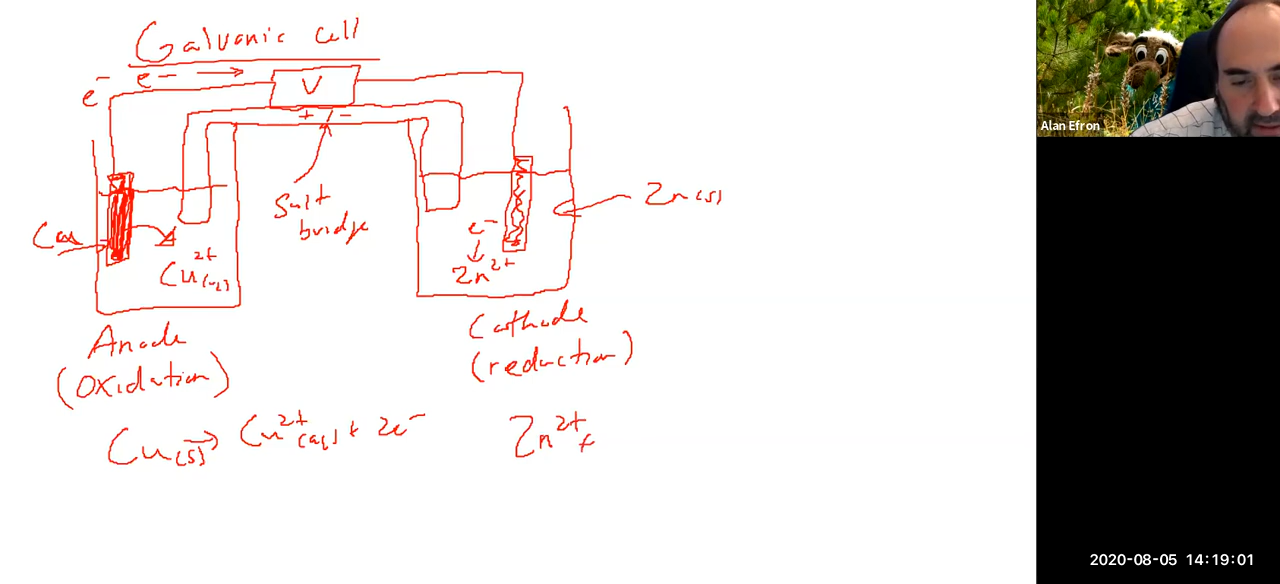 Galvanic cell
e- e- →
V
+ / -
Salt
bridge
Zn(s)
Cu
e-
Zn2+
Cu2+(aq)
Anode
(oxidation)
Cathode
(reduction)
Cu(s) → Cu2+(aq) + 2e-
Zn2+ +
Alan Efron
2020-08-05 14:19:01